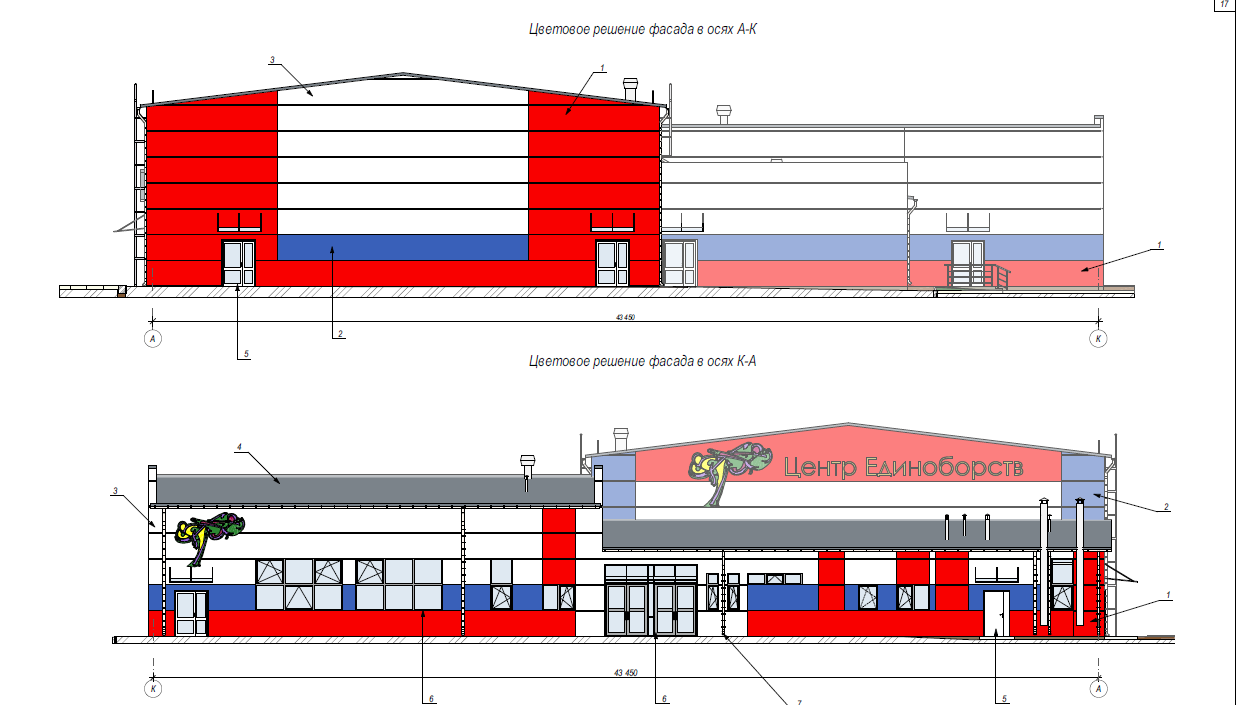 17
Цветовое решение фасада в осях А-К
3
1
1
43 450
А
К
2
5
Цветовое решение фасада в осях К-А
4
3
Центр Единоборств
2
1
43 450
К
А
6
6
7
5